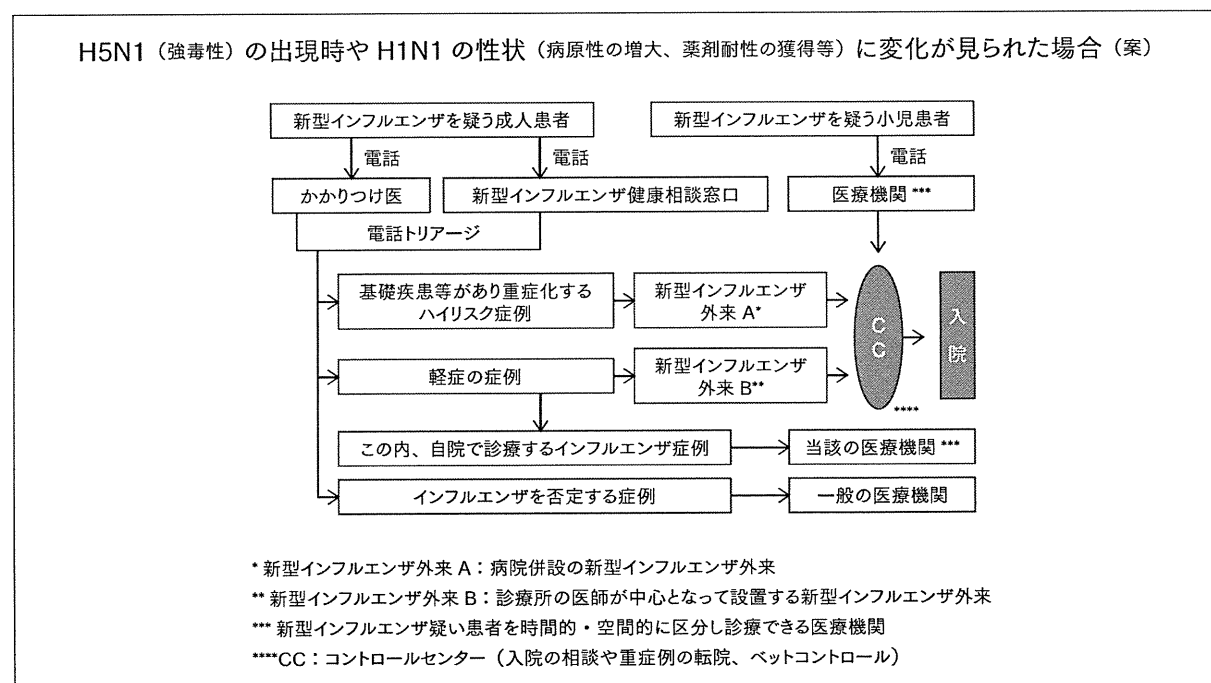 H5N1（強毒性）の出現時や H1N1 の性状（病原性の増大、薬剤耐性の獲得等）に変化が見られた場合（案）
新型インフルエンザを疑う成人患者
新型インフルエンザを疑う小児患者
電話
電話
電話
かかりつけ医
新型インフルエンザ健康相談窓口
医療機関 ***
電話トリアージ
基礎疾患等があり重症化する
ハイリスク症例
新型インフルエンザ
外来 A*
軽症の症例
新型インフルエンザ
外来 B**
CC
****
入院
この内、自院で診療するインフルエンザ症例
当該の医療機関 ***
インフルエンザを否定する症例
一般の医療機関
* 新型インフルエンザ外来 A：病院併設の新型インフルエンザ外来
** 新型インフルエンザ外来 B：診療所の医師が中心となって設置する新型インフルエンザ外来
*** 新型インフルエンザ疑い患者を時間的・空間的に区分し診療できる医療機関
****CC：コントロールセンター（入院の相談や重症例の転院、ベットコントロール）